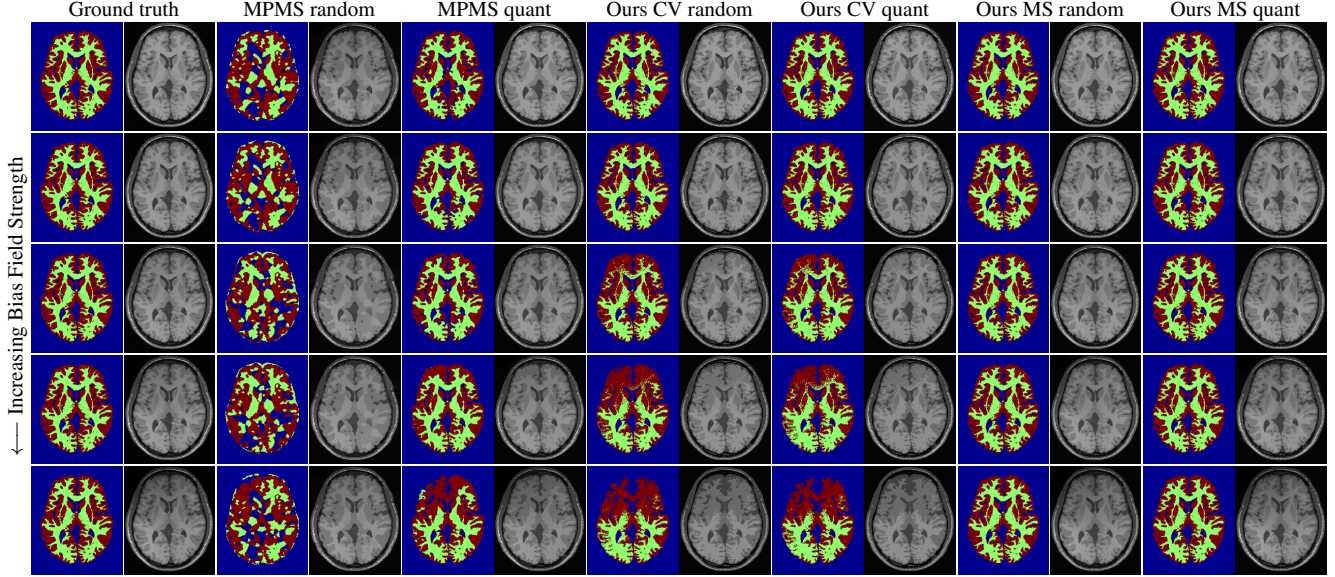 Ground truth
MPMS random
MPMS quant
Ours CV random
Ours CV quant
Ours MS random
Ours MS quant
← Increasing Bias Field Strength